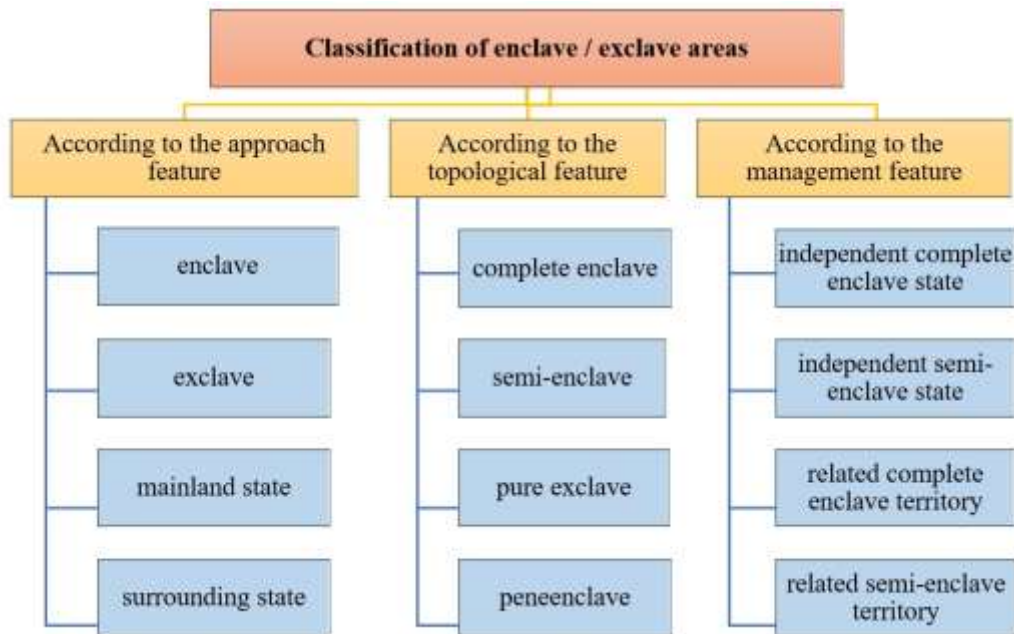 Classification of enclave / exclave areas
According to the approach
feature
enclave
exclave
mainland state
surrounding state
According to the
topological feature
complete enclave
semi-enclave
pure exclave
peneenclave
According to the
management feature
independent complete
enclave state
independent semi-
enclave state
related complete
enclave territory
related semi-enclave
territory